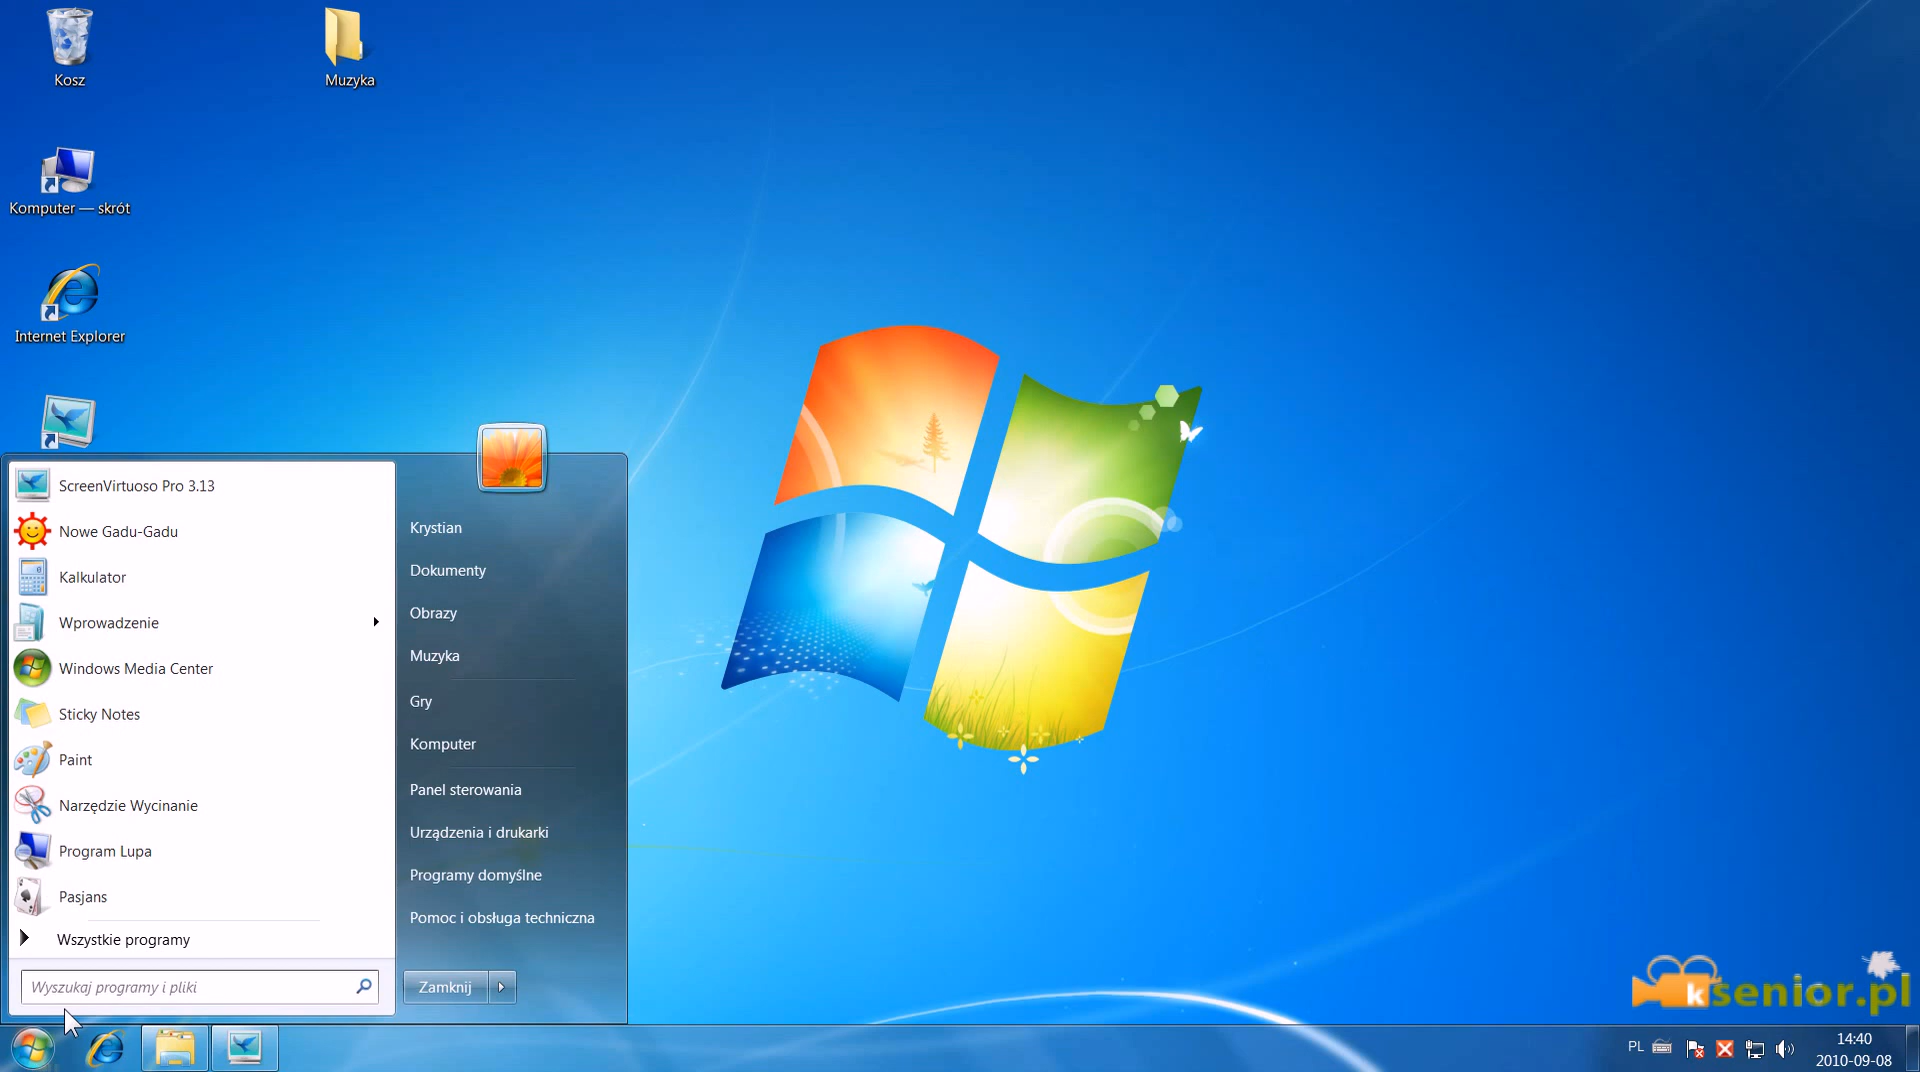 Kosz
Muzyka
Komputer — skrót
Internet Explorer
ScreenVirtuoso Pro 3.13
Nowe Gadu-Gadu
Kalkulator
Wprowadzenie
Windows Media Center
Sticky Notes
Paint
Narzędzie Wycinanie
Program Lupa
Pasjans
Wszystkie programy
Wyszukaj programy i pliki
Krystian
Dokumenty
Obrazy
Muzyka
Gry
Komputer
Panel sterowania
Urządzenia i drukarki
Programy domyślne
Pomoc i obsługa techniczna
Zamknij
ksenior.pl
PL
14:40
2010-09-08